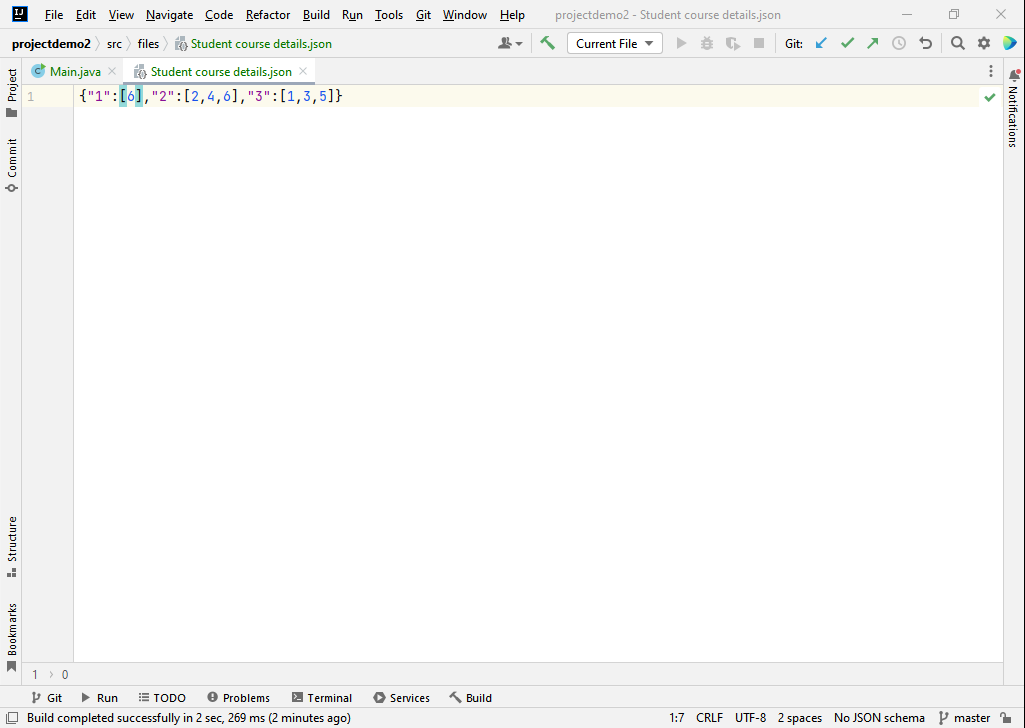 IJ File Edit View Navigate Code Refactor Build Run Tools Git Window Help projectdemo2 - Student course details.json
projectdemo2 src files Student course details.json Current File Git:
Main.java Student course details.json
1 {"1":[6],"2":[2,4,6],"3":[1,3,5]}
Project
Commit
Structure
Bookmarks
Notifications
1 0
Git Run TODO Problems Terminal Services Build
Build completed successfully in 2 sec, 269 ms (2 minutes ago) 1:7 CRLF UTF-8 2 spaces No JSON schema master